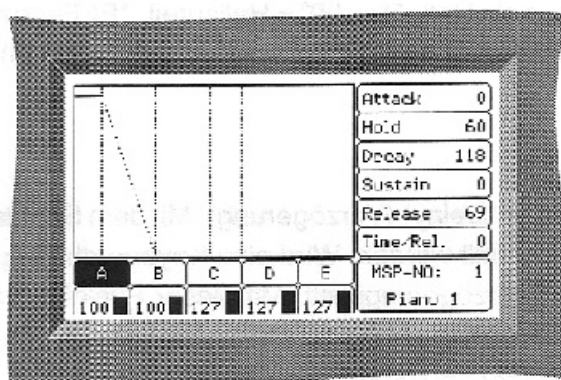 Attack 0
Hold 60
Decay 118
Sustain 0
Release 69
Time/Rel. 0
A B C D E
MSP-NO: 1
100 100 127 127 127
Piano 1